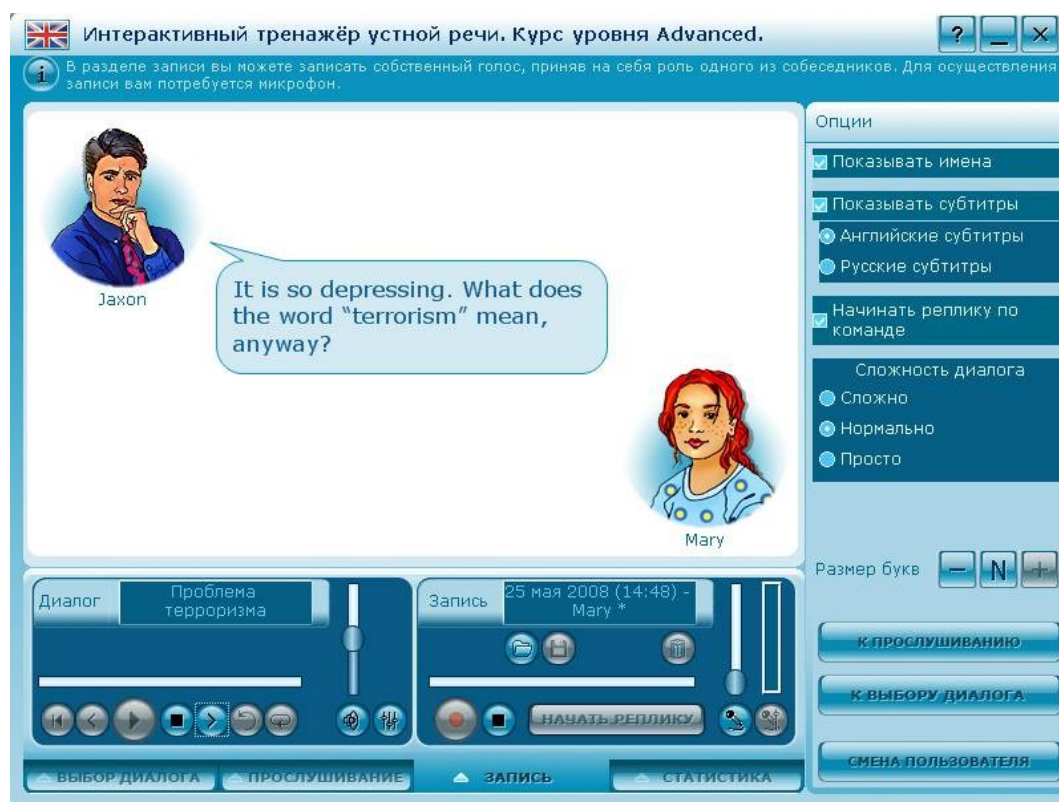 Интерактивный тренажёр устной речи. Курс уровня Advanced.
?
В разделе записи вы можете записать собственный голос, приняв на себя роль одного из собеседников. Для осуществления
записи вам потребуется микрофон.
Jaxon
It is so depressing. What does
the word “terrorism” mean,
anyway?
Mary
Опции
Показывать имена
Показывать субтитры
Английские субтитры
Русские субтитры
Начинать реплику по
команде
Сложность диалога
Сложно
Нормально
Просто
Размер букв
N
К ПРОСЛУШИВАНИЮ
К ВЫБОРУ ДИАЛОГА
СМЕНА ПОЛЬЗОВАТЕЛЯ
Диалог
Проблема
терроризма
Запись
25 мая 2008 (14:48) -
Mary *
НАЧАТЬ РЕПЛИКУ
ВЫБОР ДИАЛОГА
ПРОСЛУШИВАНИЕ
ЗАПИСЬ
СТАТИСТИКА